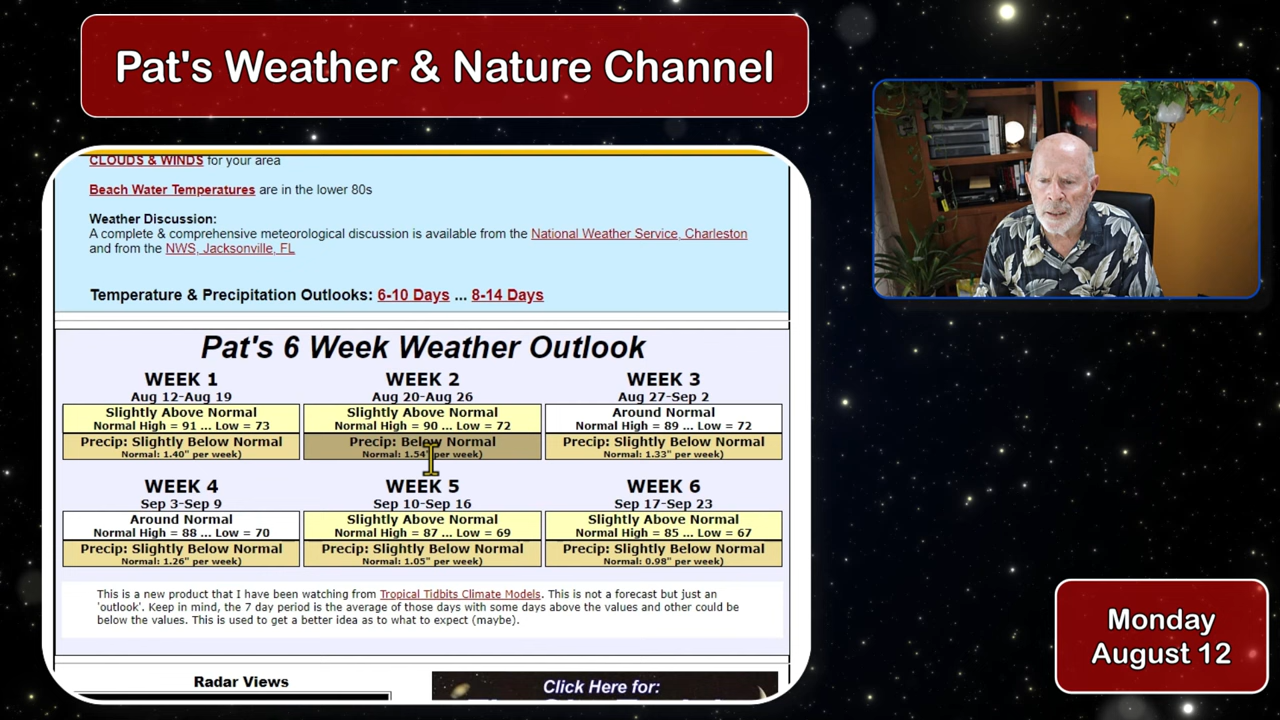 Pat's Weather & Nature Channel
CLOUDS & WINDS for your area
Beach Water Temperatures are in the lower 80s
Weather Discussion:
A complete & comprehensive meteorological discussion is available from the National Weather Service, Charleston
and from the NWS, Jacksonville, FL
Temperature & Precipitation Outlooks: 6-10 Days ... 8-14 Days
Pat's 6 Week Weather Outlook
WEEK 1
Aug 12-Aug 19
Slightly Above Normal
Normal High = 91 ... Low = 73
Precip: Slightly Below Normal
Normal: 1.40" per week)
WEEK 2
Aug 20-Aug 26
Slightly Above Normal
Normal High = 90 ... Low = 72
Precip: Below Normal
Normal: 1.54" per week)
WEEK 3
Aug 27-Sep 2
Around Normal
Normal High = 89 ... Low = 72
Precip: Slightly Below Normal
Normal: 1.33" per week)
WEEK 4
Sep 3-Sep 9
Around Normal
Normal High = 88 ... Low = 70
Precip: Slightly Below Normal
Normal: 1.26" per week)
WEEK 5
Sep 10-Sep 16
Slightly Above Normal
Normal High = 87 ... Low = 69
Precip: Slightly Below Normal
Normal: 1.05" per week)
WEEK 6
Sep 17-Sep 23
Slightly Above Normal
Normal High = 85 ... Low = 67
Precip: Slightly Below Normal
Normal: 0.98" per week)
This is a new product that I have been watching from Tropical Tidbits Climate Models. This is not a forecast but just an
'outlook'. Keep in mind, the 7 day period is the average of those days with some days above the values and other could be
below the values. This is used to get a better idea as to what to expect (maybe).
Radar Views
Click Here for:
Monday
August 12